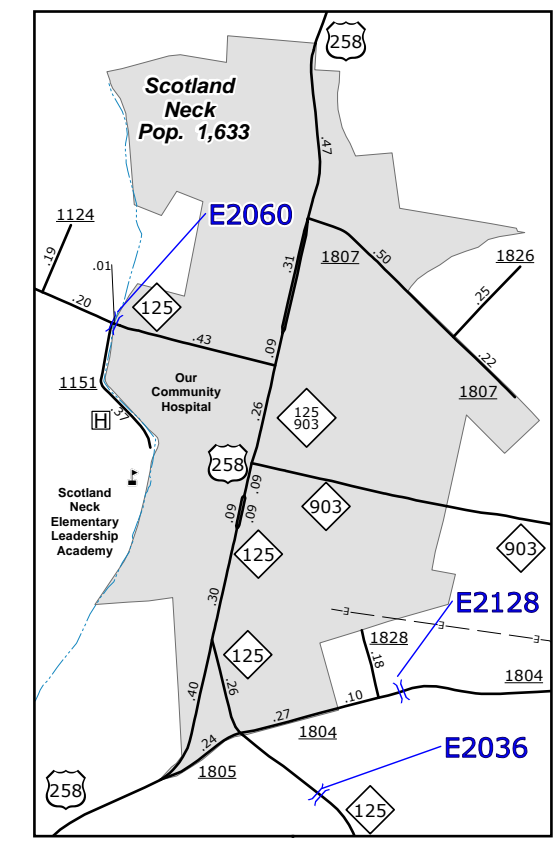 258
Scotland
Neck
Pop. 1,633
.47
E2060
1124
.19
.01
.20
125
.31
1807
.50
1826
.25
.43
.09
.22
1807
1151
.37
H
Our
Community
Hospital
.26
125
903
258
.09
903
.09
.09
903
Scotland
Neck
Elementary
Leadership
Academy
125
.30
E
E
E
E2128
1828
.18
1804
125
.40
.26
.10
.27
1804
.24
1805
E2036
258
125